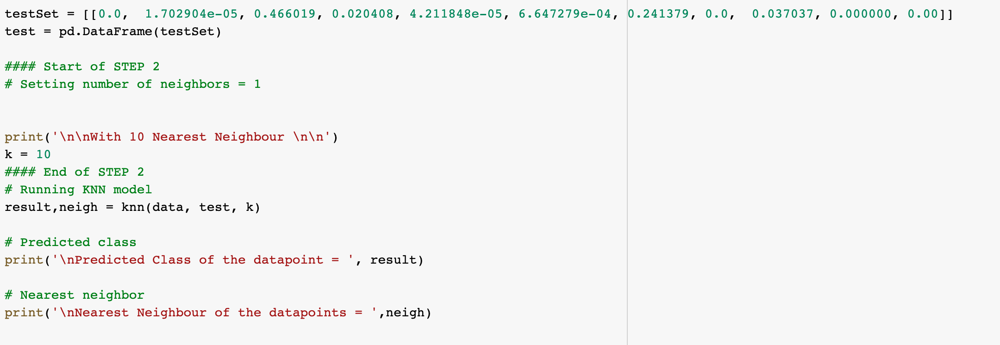 testSet = [[0.0,  1.702904e-05, 0.466019, 0.020408, 4.211848e-05, 6.647279e-04, 0.241379, 0.0,  0.037037, 0.000000, 0.00]]
test = pd.DataFrame(testSet)
#### Start of STEP 2
# Setting number of neighbors = 1
print('\n\nWith 10 Nearest Neighbour \n\n')
k = 10
#### End of STEP 2
# Running KNN model
result,neigh = knn(data, test, k)
# Predicted class
print('\nPredicted Class of the datapoint = ', result)
# Nearest neighbor
print('\nNearest Neighbour of the datapoints = ',neigh)